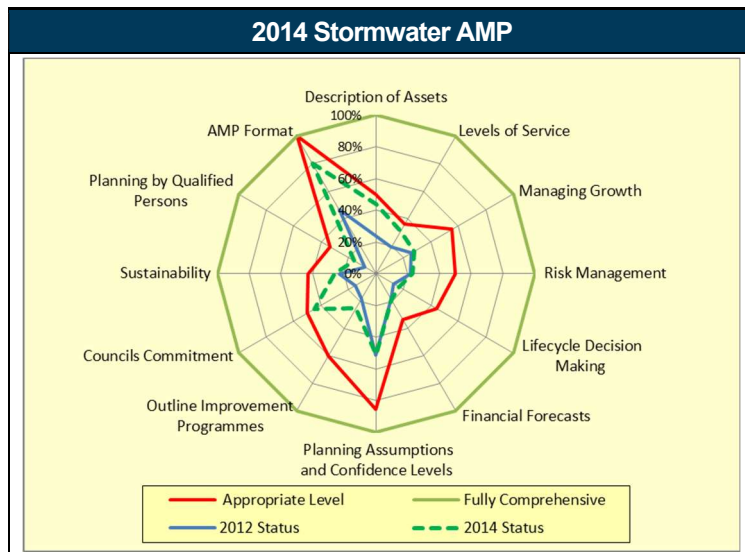 2014 Stormwater AMP
Description of Assets
100%
AMP Format
Levels of Service
80%
Planning by Qualified
Persons
60%
Managing Growth
40%
20%
Sustainability
0%
Risk Management
Councils Commitment
Lifecycle Decision
Making
Outline Improvement
Programmes
Financial Forecasts
Planning Assumptions
and Confidence Levels
Appropriate Level
Fully Comprehensive
2012 Status
2014 Status